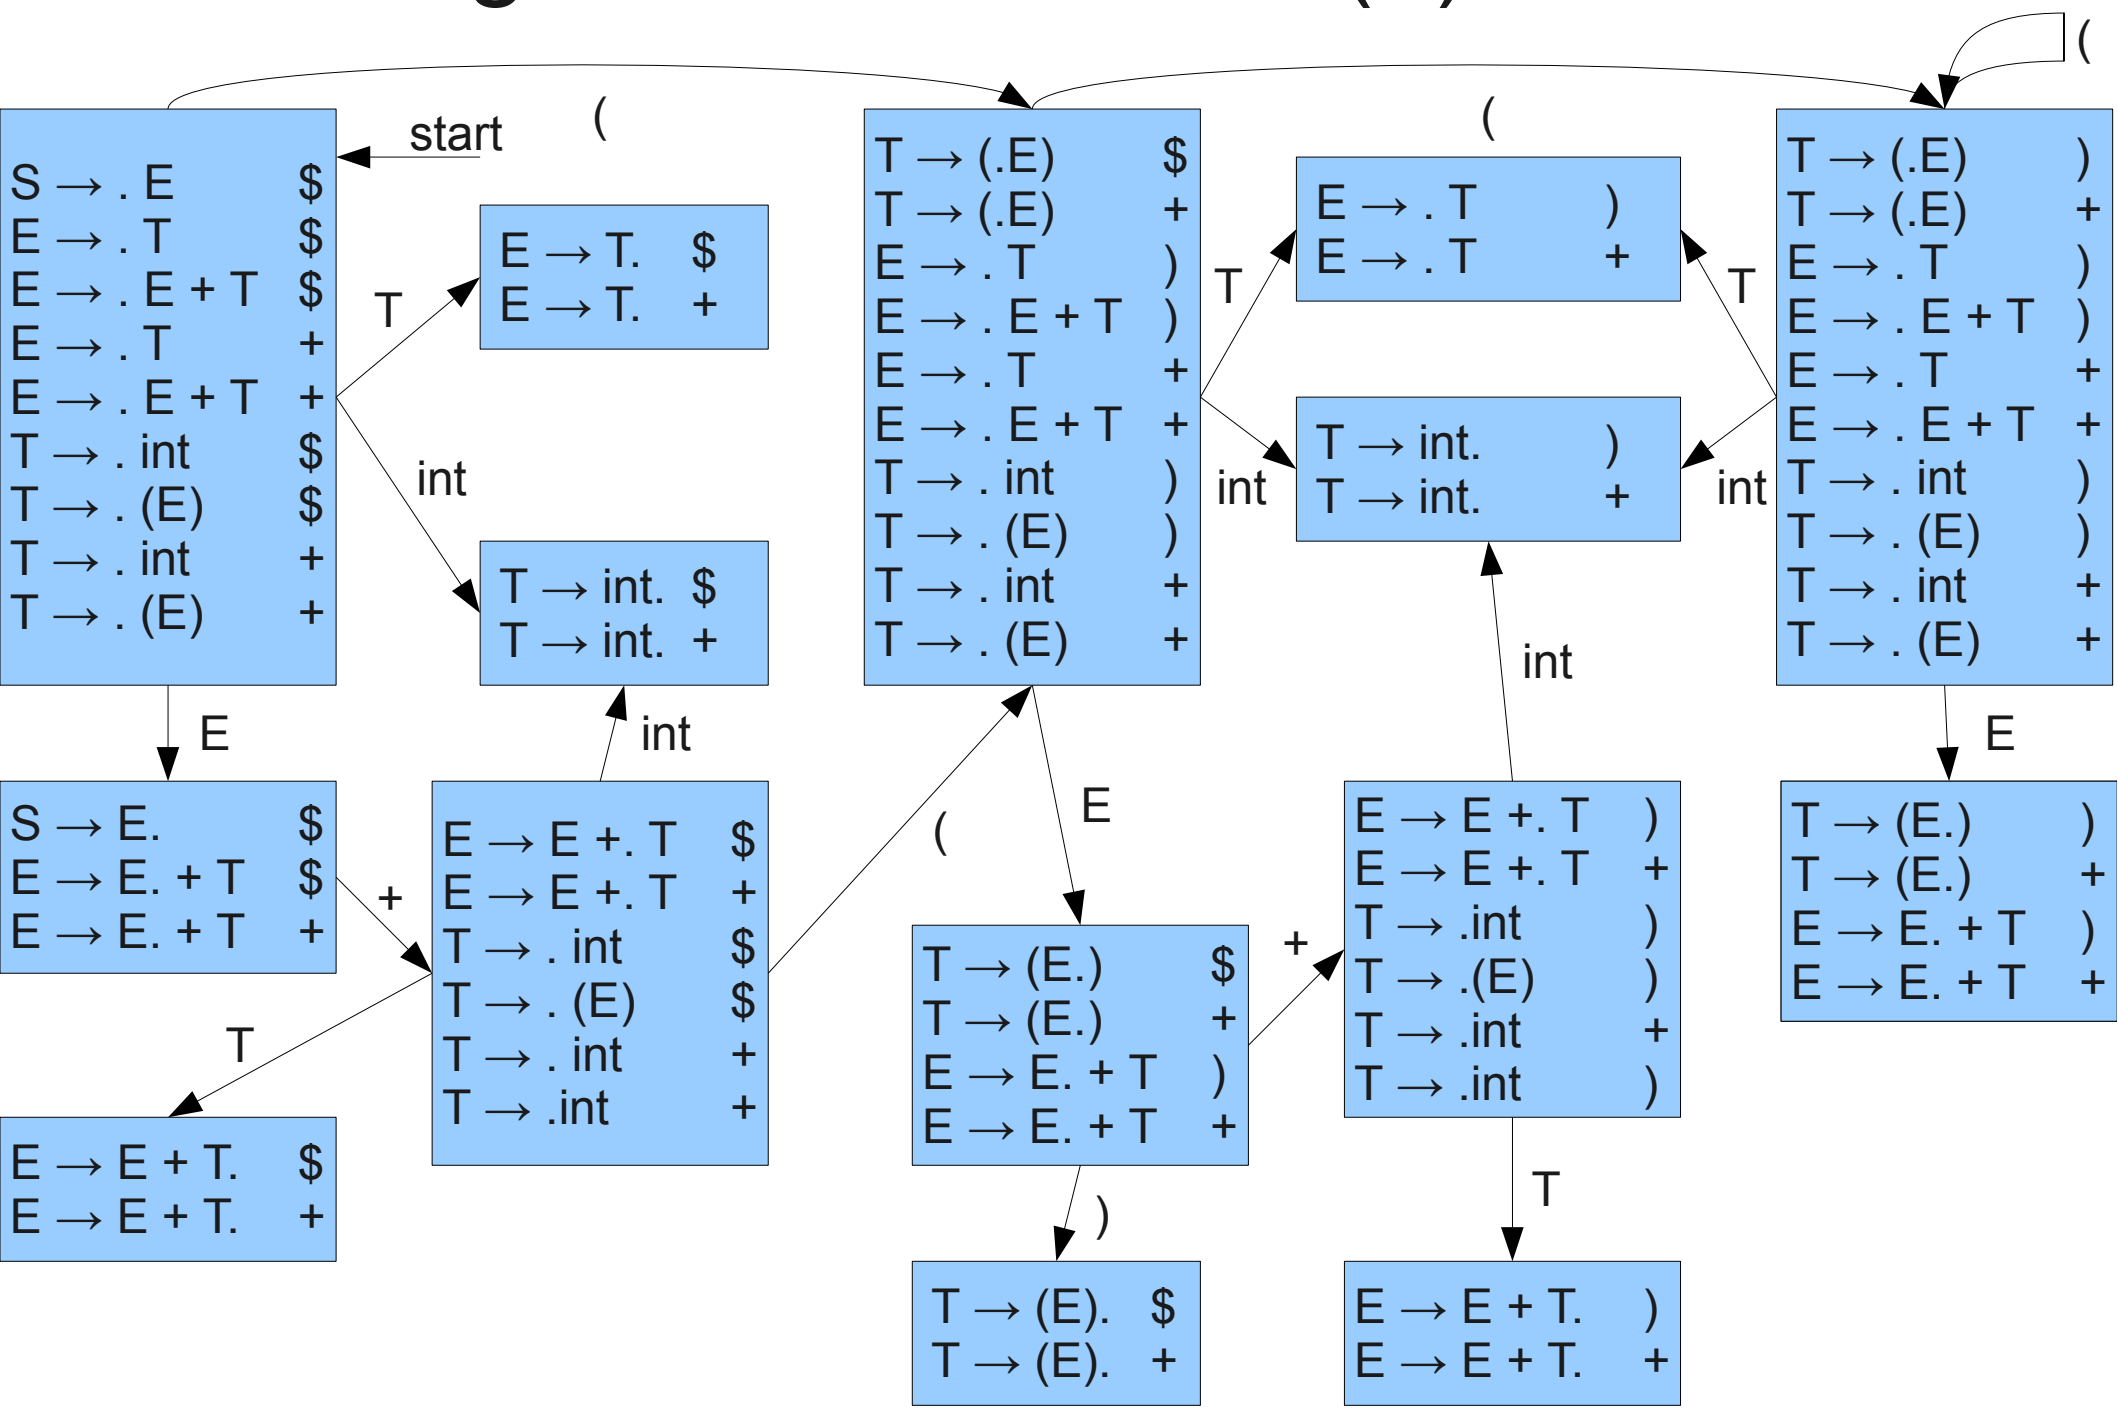 (
start
(
(
S → . E $
E → . T $
E → . E + T $
E → . T +
E → . E + T +
T → . int $
T → . (E) $
T → . int +
T → . (E) +
T
E → T. $
E → T. +
int
T → int. $
T → int. +
T → (.E) $
T → (.E) +
E → . T )
E → . E + T )
E → . T +
E → . E + T +
T → . int )
T → . (E) )
T → . int +
T → . (E) +
T
E → . T )
E → . T +
T
int
T → int. )
T → int. +
int
T → (.E) )
T → (.E) +
E → . T )
E → . E + T )
E → . T +
E → . E + T +
T → . int )
T → . (E) )
T → . int +
T → . (E) +
E
int
int
E
S → E. $
E → E. + T $
E → E. + T +
+
E → E +. T $
E → E +. T +
T → . int $
T → . (E) $
T → . int +
T → .int +
(
E
T
E → E + T. $
E → E + T. +
T → (E.) $
T → (E.) +
E → E. + T )
E → E. + T +
+
E → E +. T )
E → E +. T +
T → .int )
T → .(E) )
T → .int +
T → .int )
T → (E.) )
T → (E.) +
E → E. + T )
E → E. + T +
)
T
T → (E). $
T → (E). +
E → E + T. )
E → E + T. +